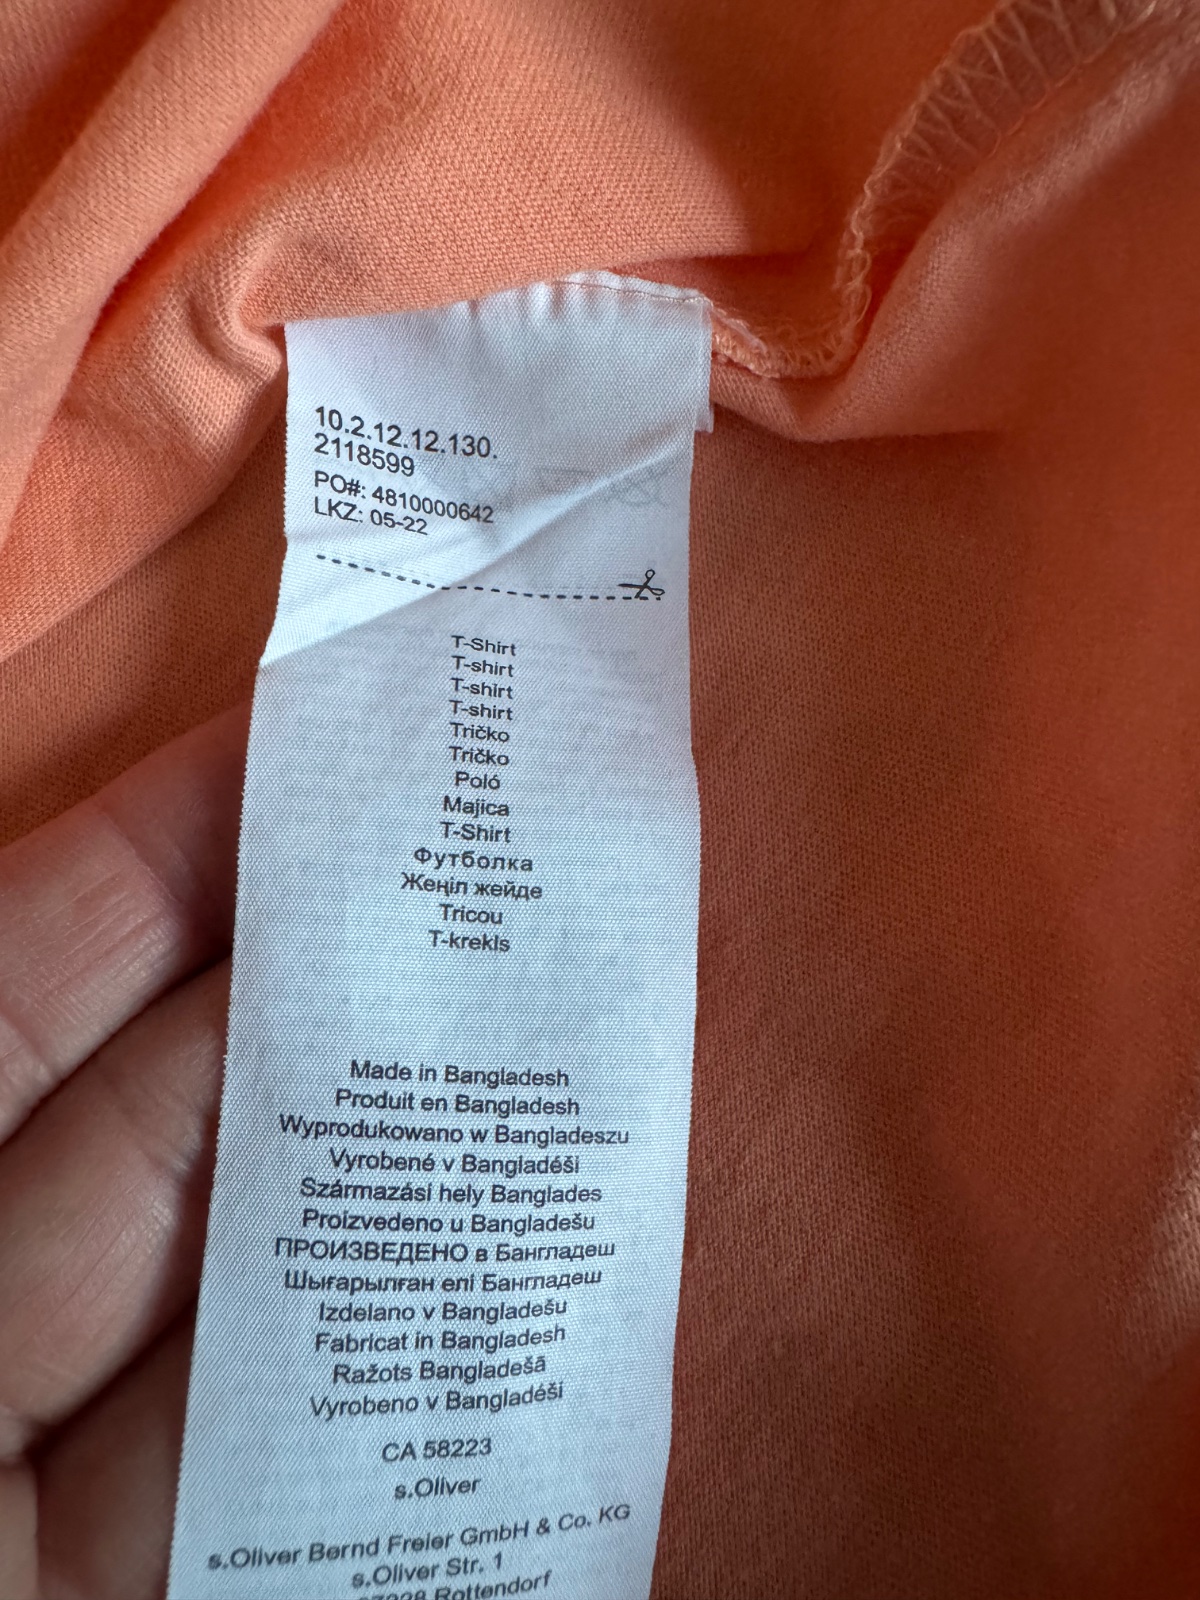 10.2.12.12.130.
2118599
PO#: 4810000642
LKZ: 05-22
T-Shirt
T-shirt
T-shirt
T-shirt
Tričko
Tričko
Poló
Majica
T-Shirt
Футболка
Жеңіл жейде
Tricou
T-krekls
Made in Bangladesh
Produit en Bangladesh
Wyprodukowano w Bangladeszu
Vyrobené v Bangladéši
Származási hely Banglades
Proizvedeno u Bangladešu
ПРОИЗВЕДЕНО в Бангладеш
Шығарылған елі Бангладеш
Izdelano v Bangladešu
Fabricat in Bangladesh
Ražots Bangladešā
Vyrobeno v Bangladéši
CA 58223
s.Oliver
s.Oliver Bernd Freier GmbH & Co. KG
s.Oliver Str. 1
Rottendorf